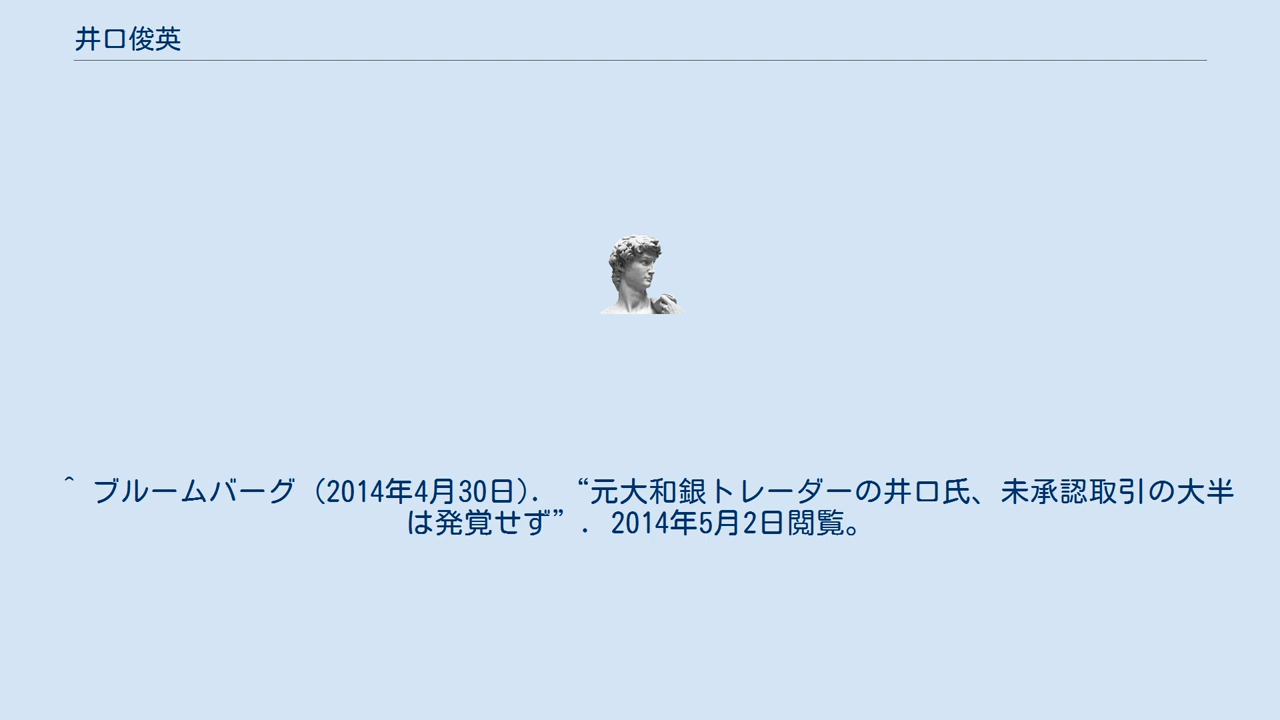 井口俊英
^ ブルームバーグ（2014年4月30日）. “元大和銀トレーダーの井口氏、未承認取引の大半
は発覚せず”. 2014年5月2日閲覧。